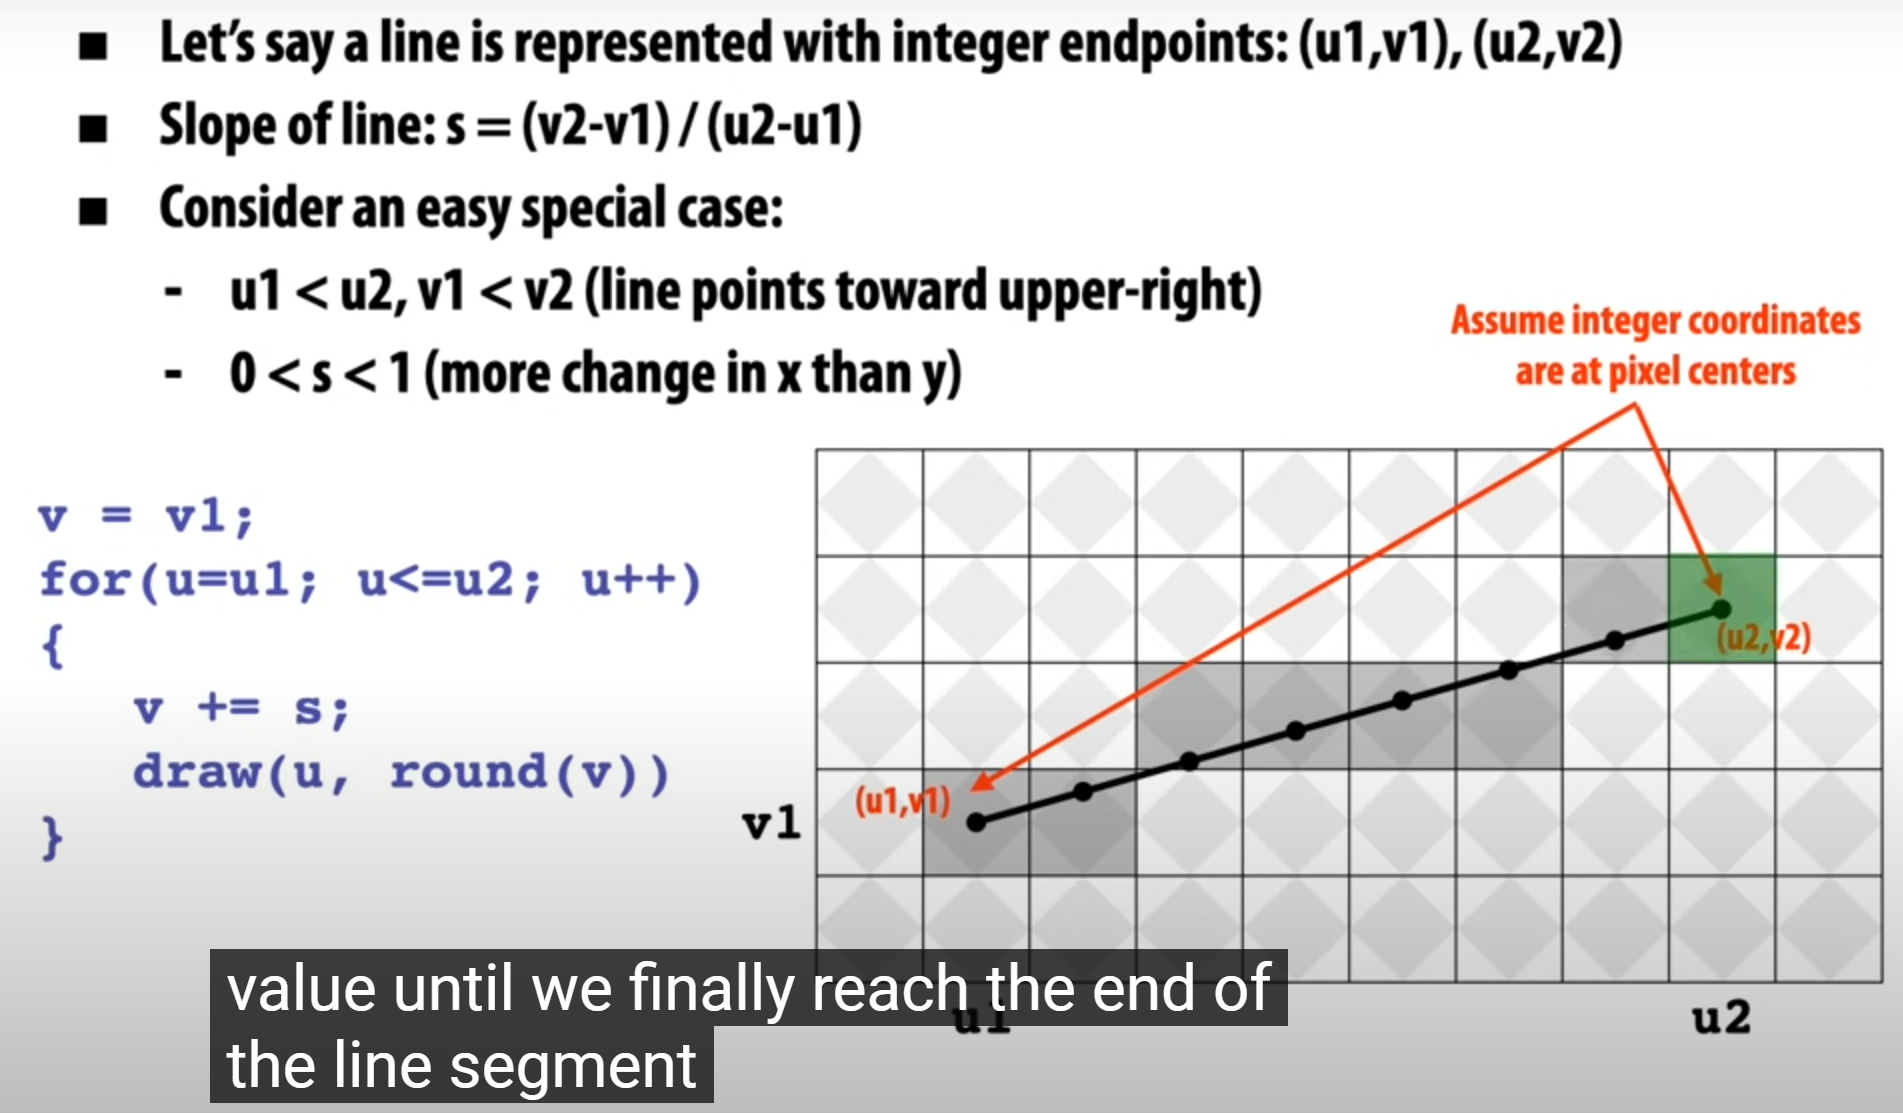 ■ Let's say a line is represented with integer endpoints: (u1,v1), (u2,v2)
■ Slope of line: s = (v2-v1) / (u2-u1)
■ Consider an easy special case:
- u1 < u2, v1 < v2 (line points toward upper-right)
- 0 < s < 1 (more change in x than y)
Assume integer coordinates
are at pixel centers
v = v1;
for(u=u1; u<=u2; u++)
{
v += s;
draw(u, round(v))
}
(u2,v2)
(u1,v1)
v1
u1
u2
value until we finally reach the end of
the line segment